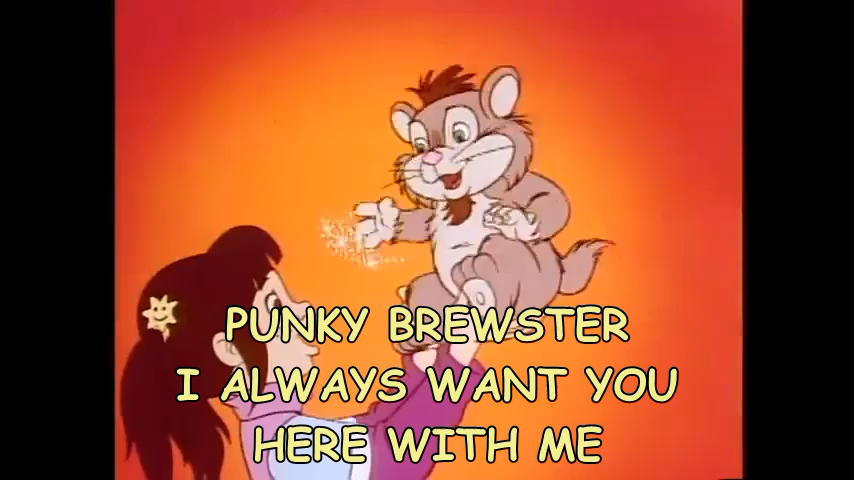 PUNKY BREWSTER
I ALWAYS WANT YOU
HERE WITH ME